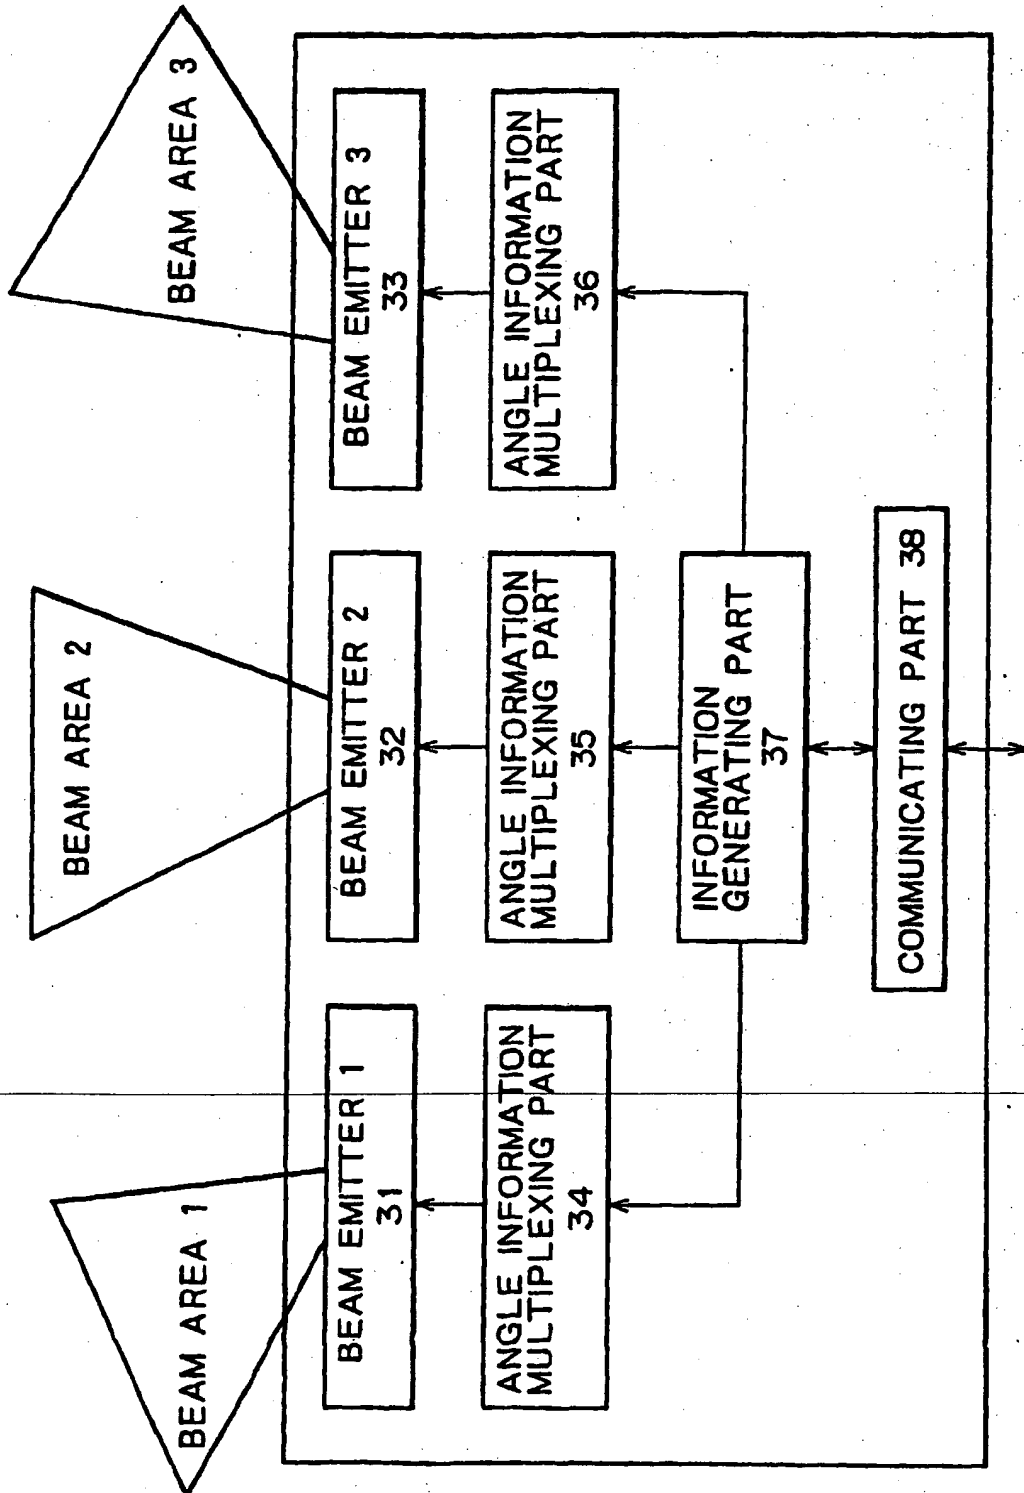 BEAM AREA 1
BEAM AREA 2
BEAM AREA 3
BEAM EMITTER 1
31
BEAM EMITTER 2
32
BEAM EMITTER 3
33
ANGLE INFORMATION
MULTIPLEXING PART
34
ANGLE INFORMATION
MULTIPLEXING PART
35
ANGLE INFORMATION
MULTIPLEXING PART
36
INFORMATION
GENERATING PART
37
COMMUNICATING PART 38